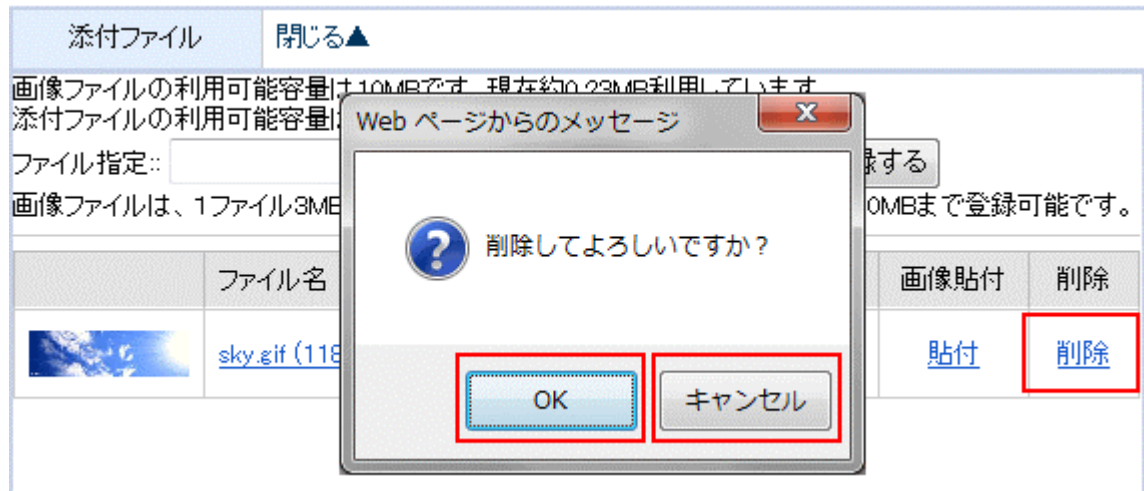 添付ファイル 閉じる▲
画像ファイルの利用可能容量は10MBです。現在約0.23MB利用しています
添付ファイルの利用可能容量
Web ページからのメッセージ
ファイル指定::
録する
画像ファイルは、1ファイル3MB
0MBまで登録可能です。
削除してよろしいですか？
ファイル名 画像貼付 削除
sky.gif (118 貼付 削除
OK キャンセル